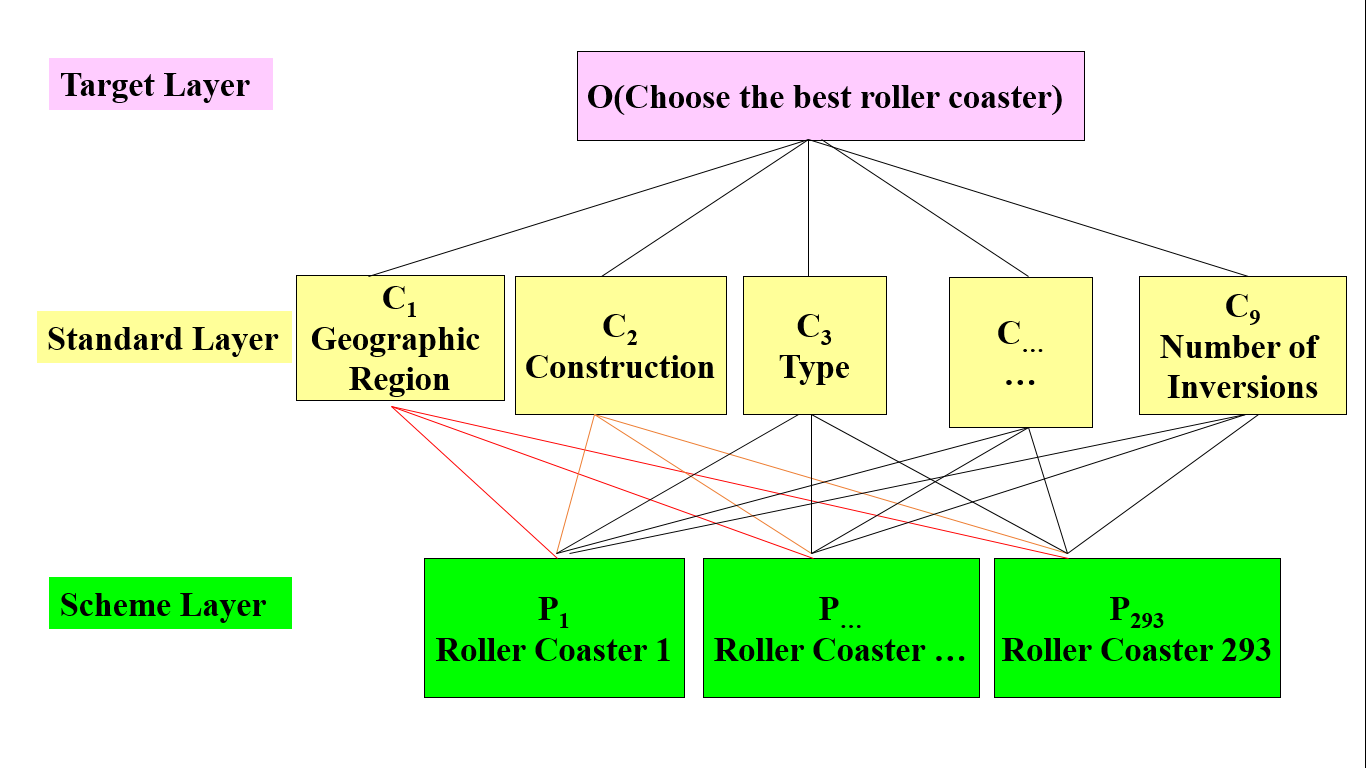 Target Layer
O(Choose the best roller coaster)
Standard Layer
C1
Geographic
Region
C2
Construction
C3
Type
C…
…
C9
Number of
Inversions
Scheme Layer
P1
Roller Coaster 1
P…
Roller Coaster …
P293
Roller Coaster 293